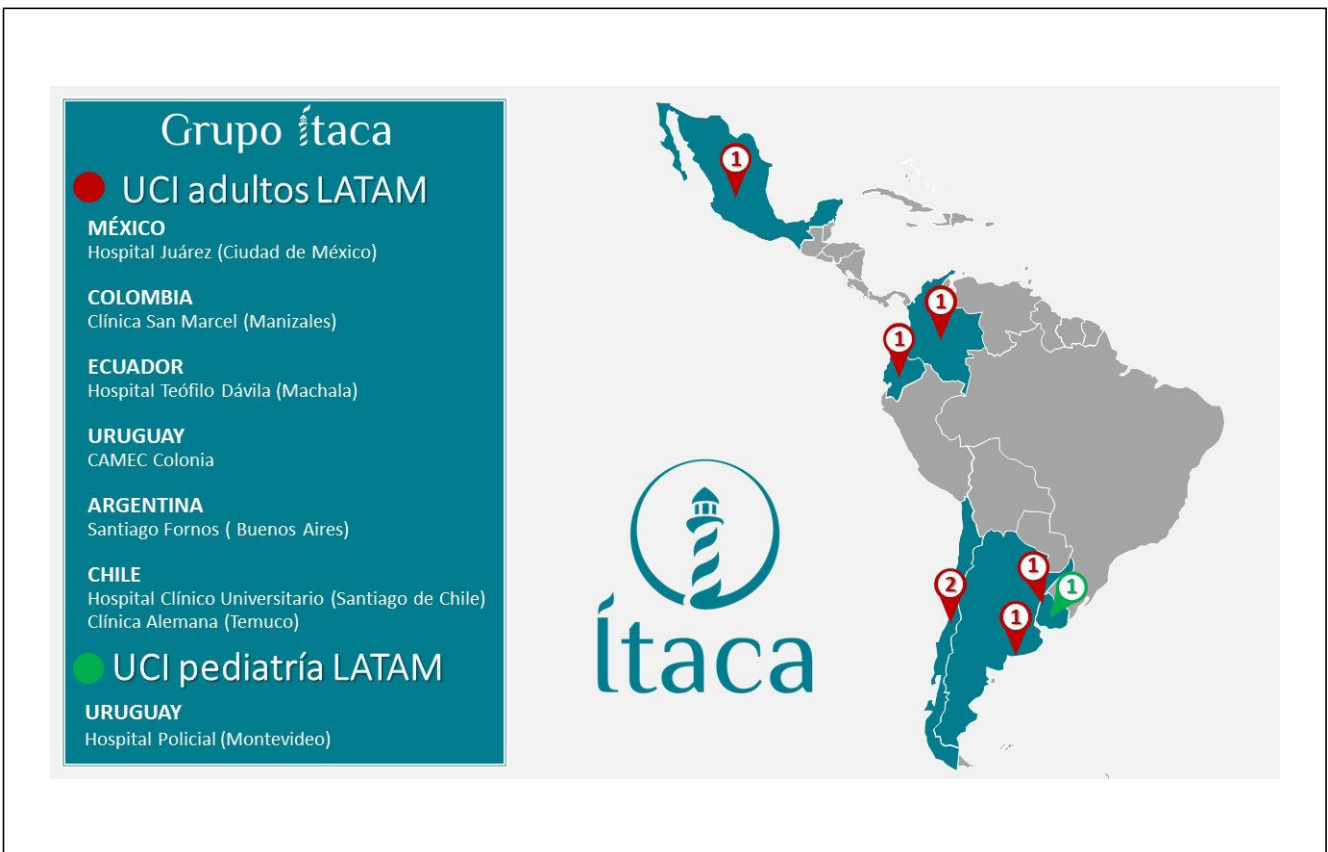 Grupo Ítaca
UCI adultos LATAM
MÉXICO
Hospital Juárez (Ciudad de México)
COLOMBIA
Clínica San Marcel (Manizales)
ECUADOR
Hospital Teófilo Dávila (Machala)
URUGUAY
CAMEC Colonia
ARGENTINA
Santiago Fornos ( Buenos Aires)
CHILE
Hospital Clínico Universitario (Santiago de Chile)
Clínica Alemana (Temuco)
UCI pediatría LATAM
URUGUAY
Hospital Policial (Montevideo)
1
1
1
1
2
1
1
Ítaca